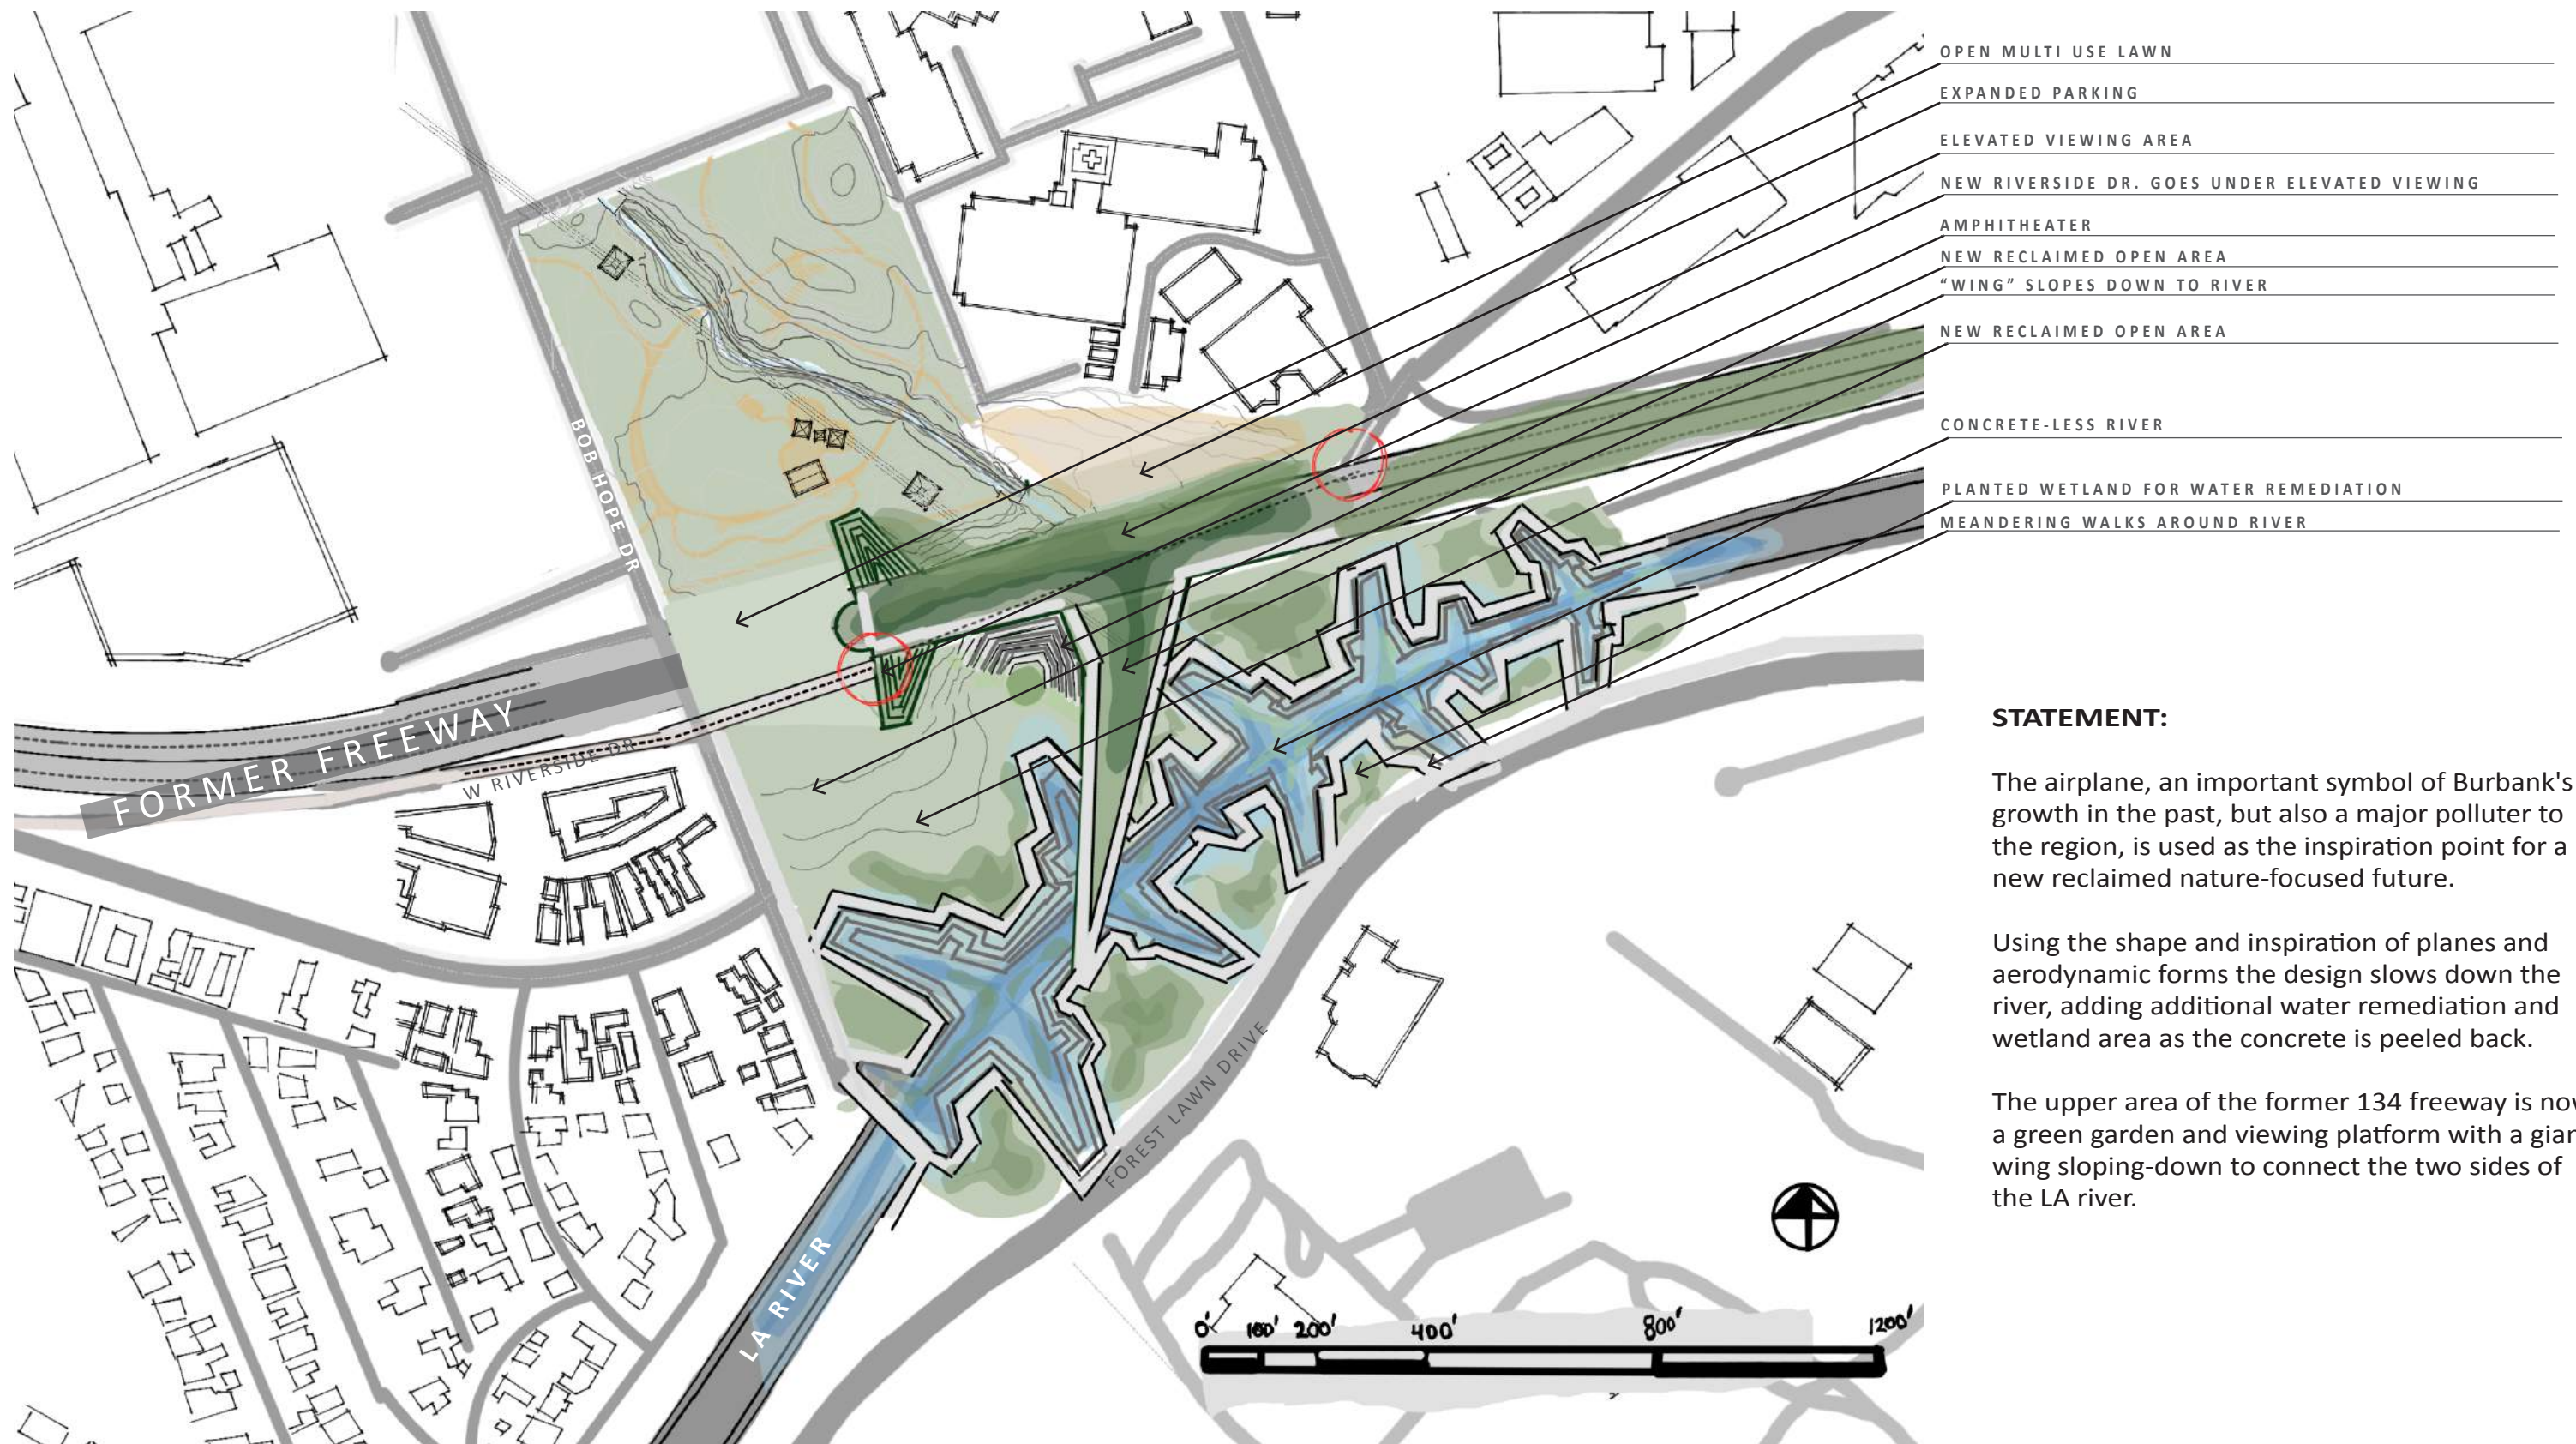 OPEN MULTI USE LAWN
EXPANDED PARKING
ELEVATED VIEWING AREA
NEW RIVERSIDE DR. GOES UNDER ELEVATED VIEWING
AMPHITHEATER
NEW RECLAIMED OPEN AREA
“WING” SLOPES DOWN TO RIVER
NEW RECLAIMED OPEN AREA
CONCRETE-LESS RIVER
PLANTED WETLAND FOR WATER REMEDIATION
MEANDERING WALKS AROUND RIVER
BOB HOPE DR
FORMER FREEWAY
W RIVERSIDE DR
FOREST LAWN DRIVE
LA RIVER
0' 100' 200' 400' 800' 1200'
STATEMENT:
The airplane, an important symbol of Burbank's
growth in the past, but also a major polluter to
the region, is used as the inspiration point for a
new reclaimed nature-focused future.
Using the shape and inspiration of planes and
aerodynamic forms the design slows down the
river, adding additional water remediation and
wetland area as the concrete is peeled back.
The upper area of the former 134 freeway is no
a green garden and viewing platform with a gian
wing sloping-down to connect the two sides of
the LA river.